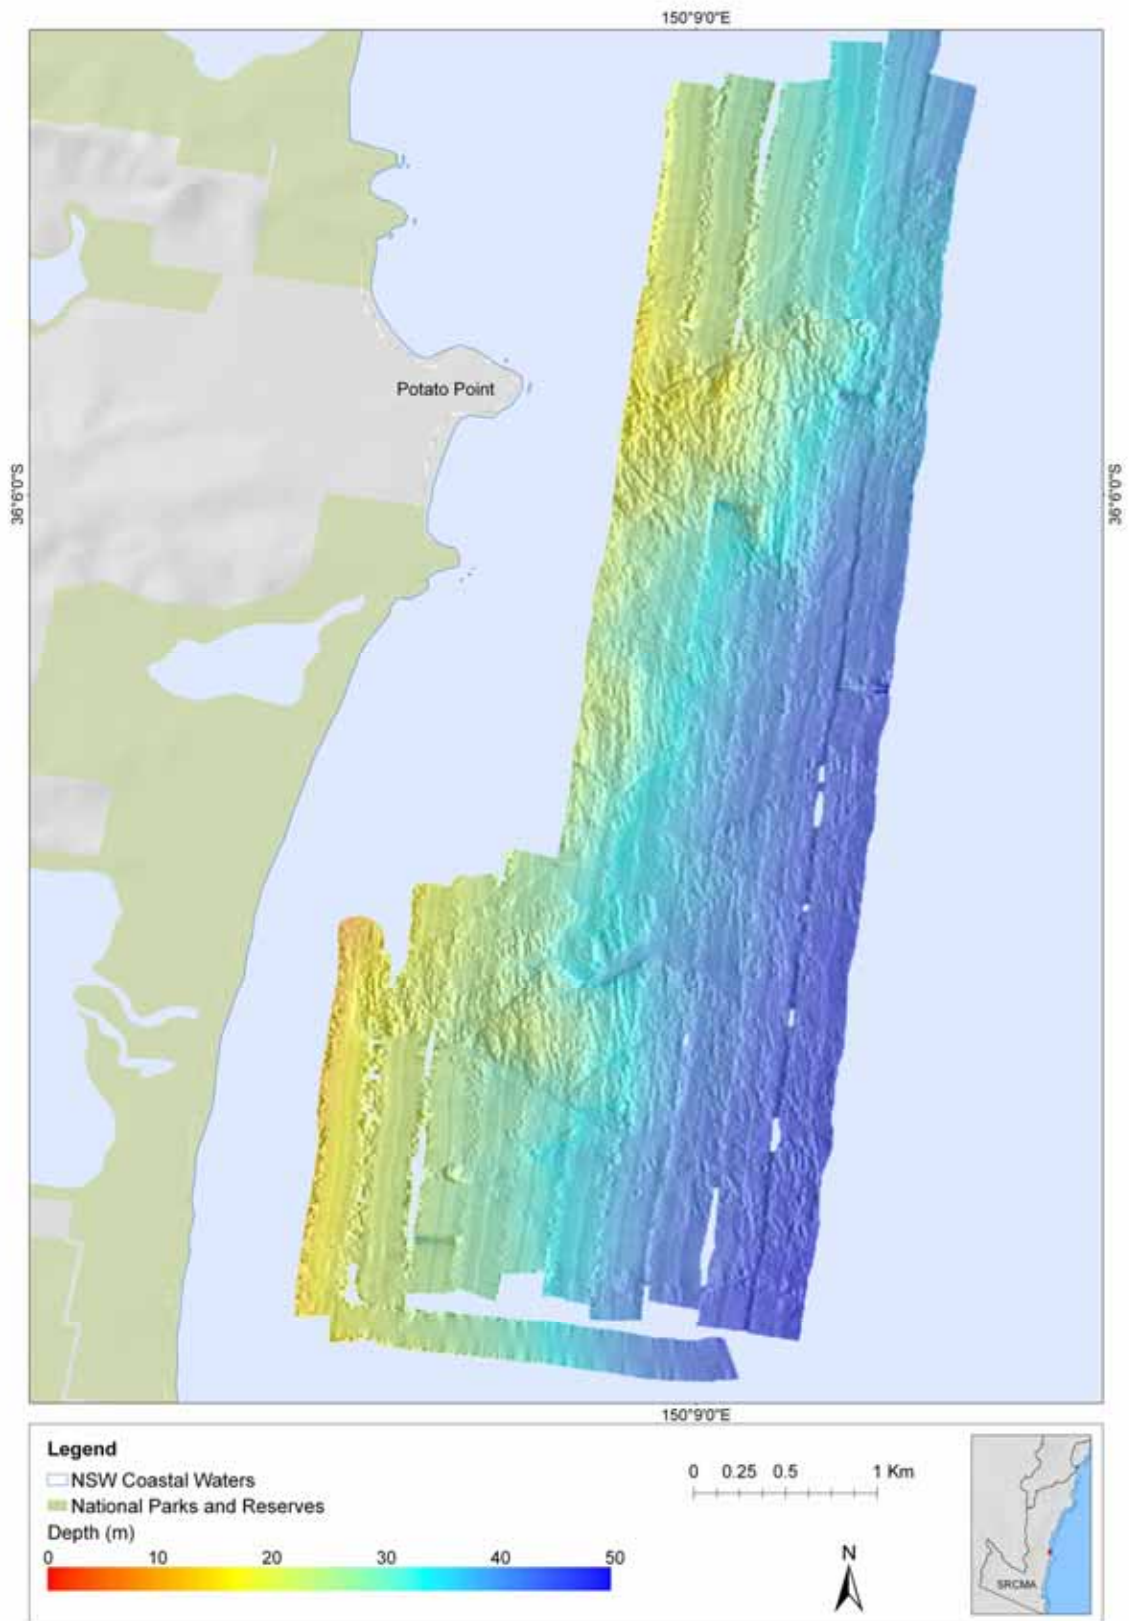 150°9'0"E
Potato Point
36°6'0"S
36°6'0"S
150°9'0"E
Legend
NSW Coastal Waters
National Parks and Reserves
Depth (m)
0 10 20 30 40 50
0 0.25 0.5 1 Km
N
SRCMA